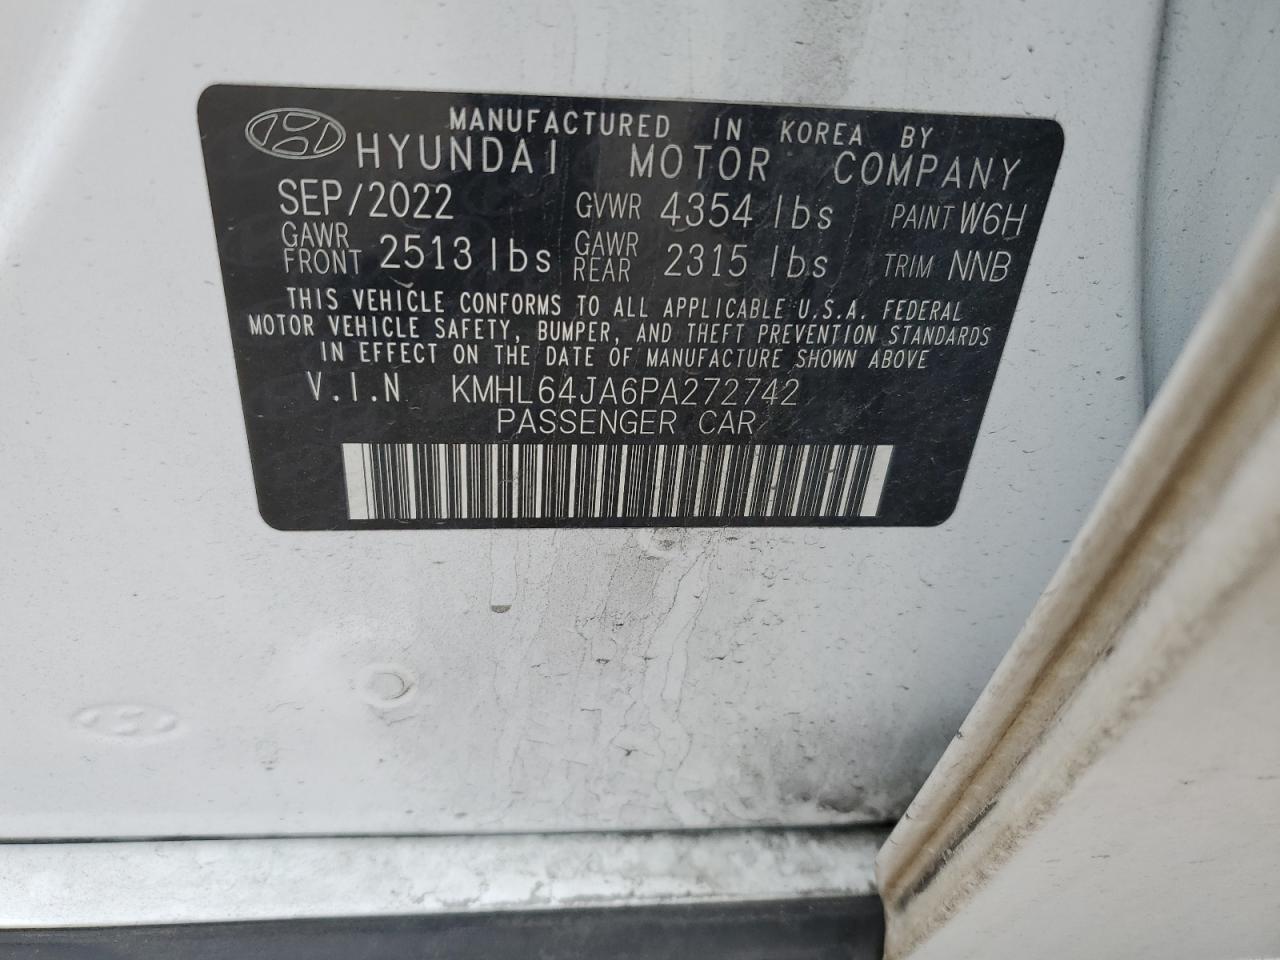 MANUFACTURED IN KOREA BY
HYUNDAI MOTOR COMPANY
SEP/2022 GVWR 4354 lbs PAINT W6H
GAWR FRONT 2513 lbs GAWR REAR 2315 lbs TRIM NNB
THIS VEHICLE CONFORMS TO ALL APPLICABLE U.S.A. FEDERAL
MOTOR VEHICLE SAFETY, BUMPER, AND THEFT PREVENTION STANDARDS
IN EFFECT ON THE DATE OF MANUFACTURE SHOWN ABOVE
V.I.N KMHL64JA6PA272742
PASSENGER CAR